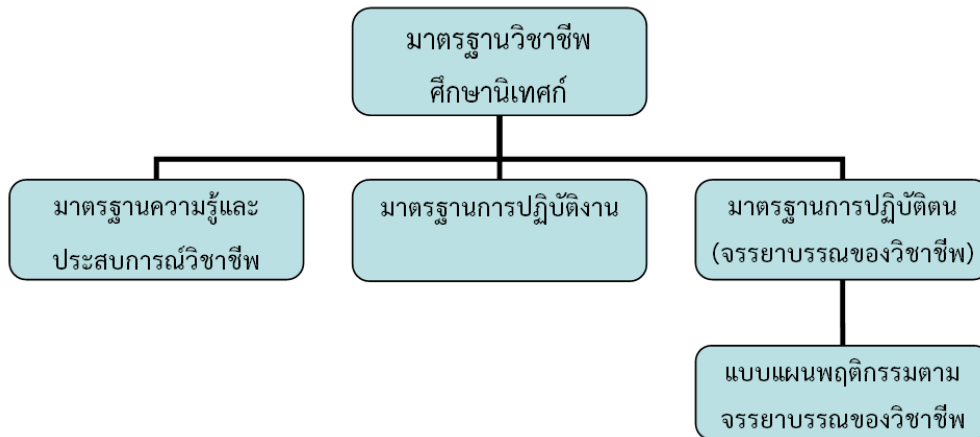 มาตรฐานวิชาชีพ
ศึกษานิเทศก์
มาตรฐานความรู้และ
ประสบการณ์วิชาชีพ
มาตรฐานการปฏิบัติงาน
มาตรฐานการปฏิบัติตน
(จรรยาบรรณของวิชาชีพ)
แบบแผนพฤติกรรมตาม
จรรยาบรรณของวิชาชีพ